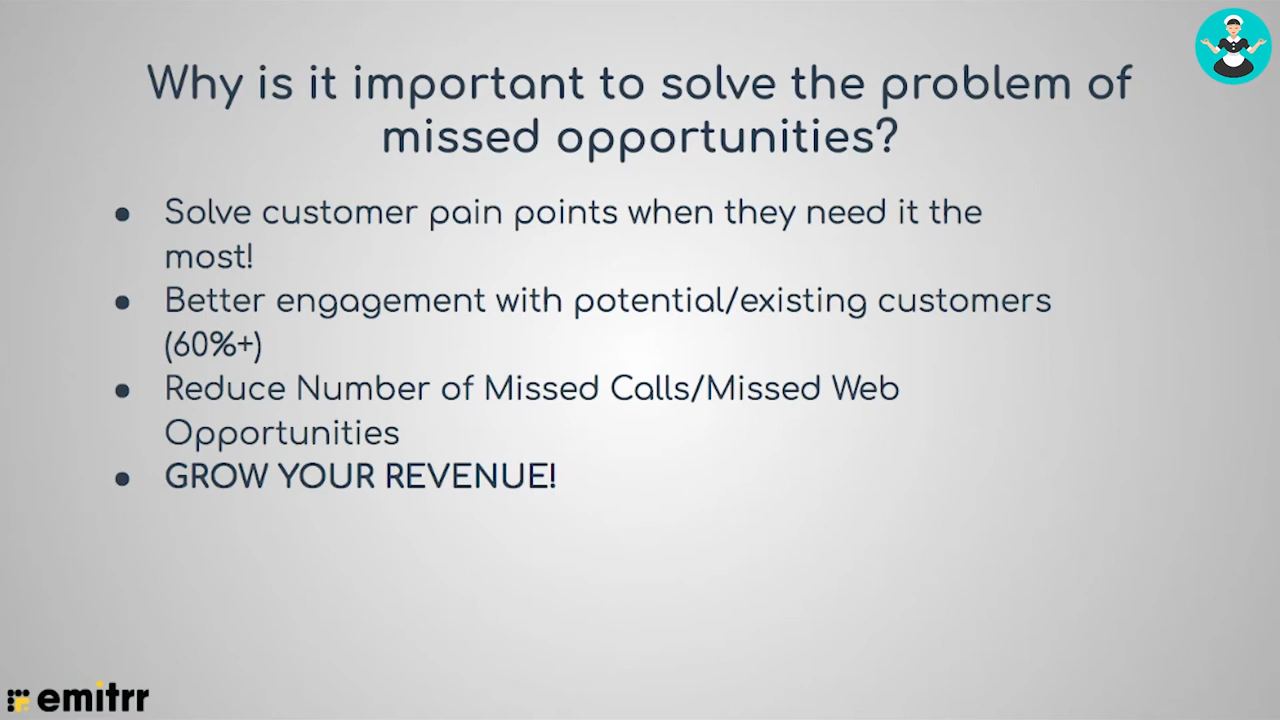 Why is it important to solve the problem of
missed opportunities?
● Solve customer pain points when they need it the
most!
● Better engagement with potential/existing customers
(60%+)
● Reduce Number of Missed Calls/Missed Web
Opportunities
● GROW YOUR REVENUE!
emitrr